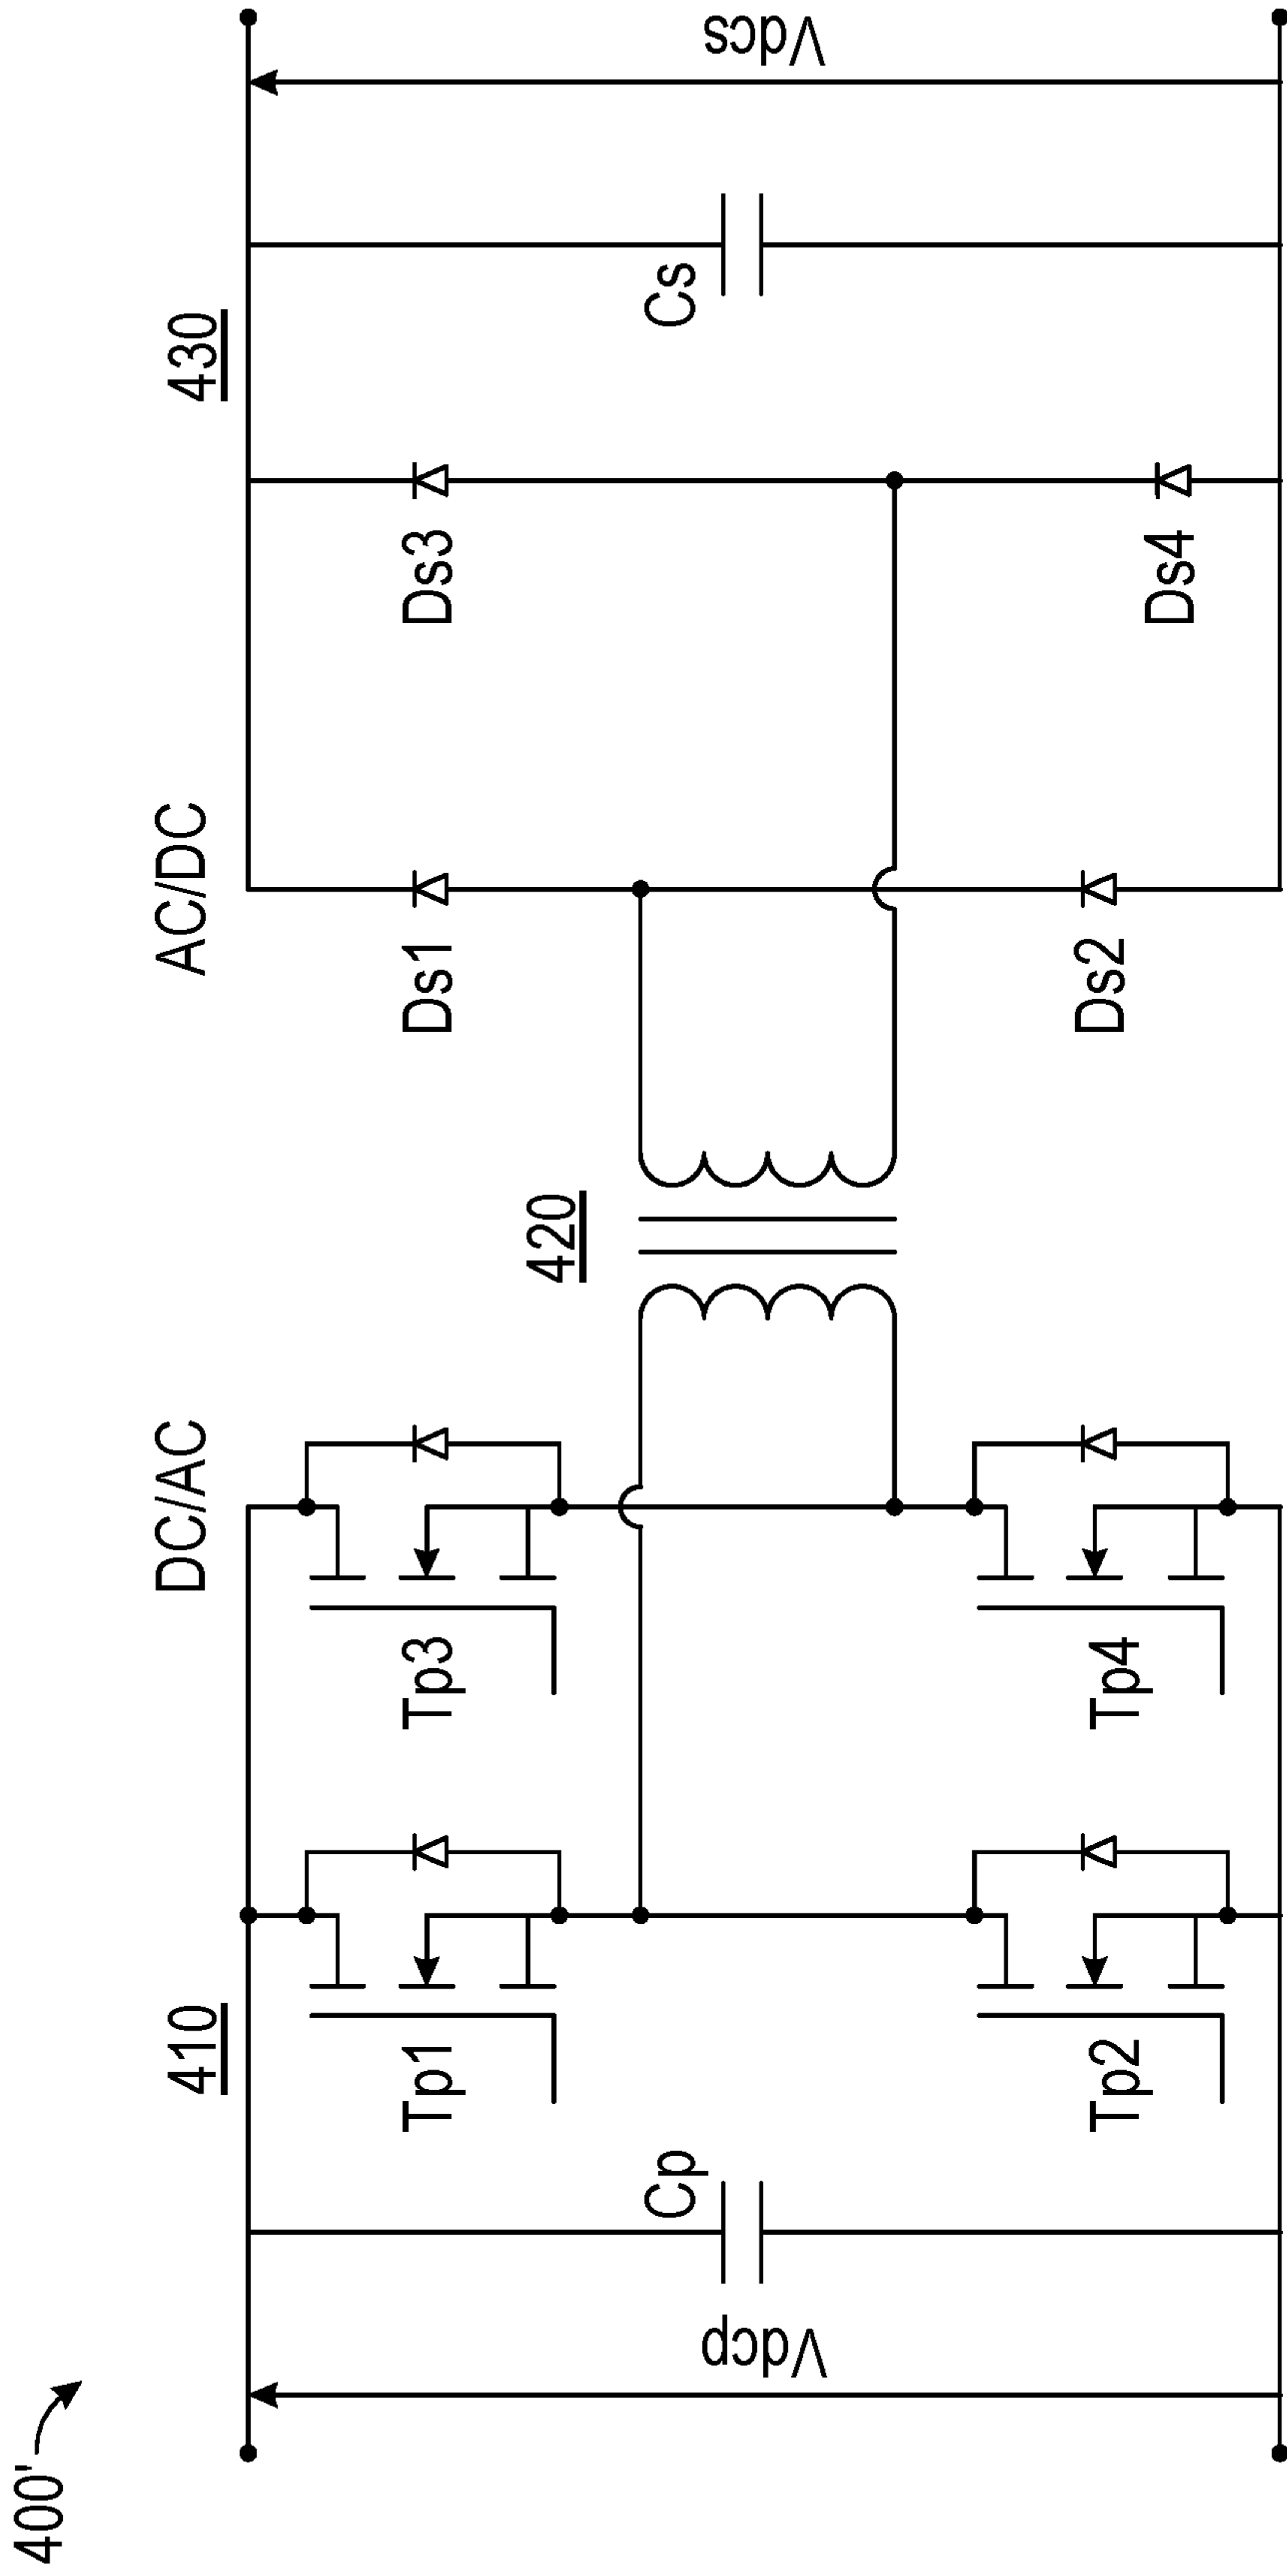 400'
410
DC/AC
AC/DC
430
Tp1
Tp3
Ds1
Ds3
420
Vdcp
Cp
Cs
Vdcs
Tp2
Tp4
Ds2
Ds4